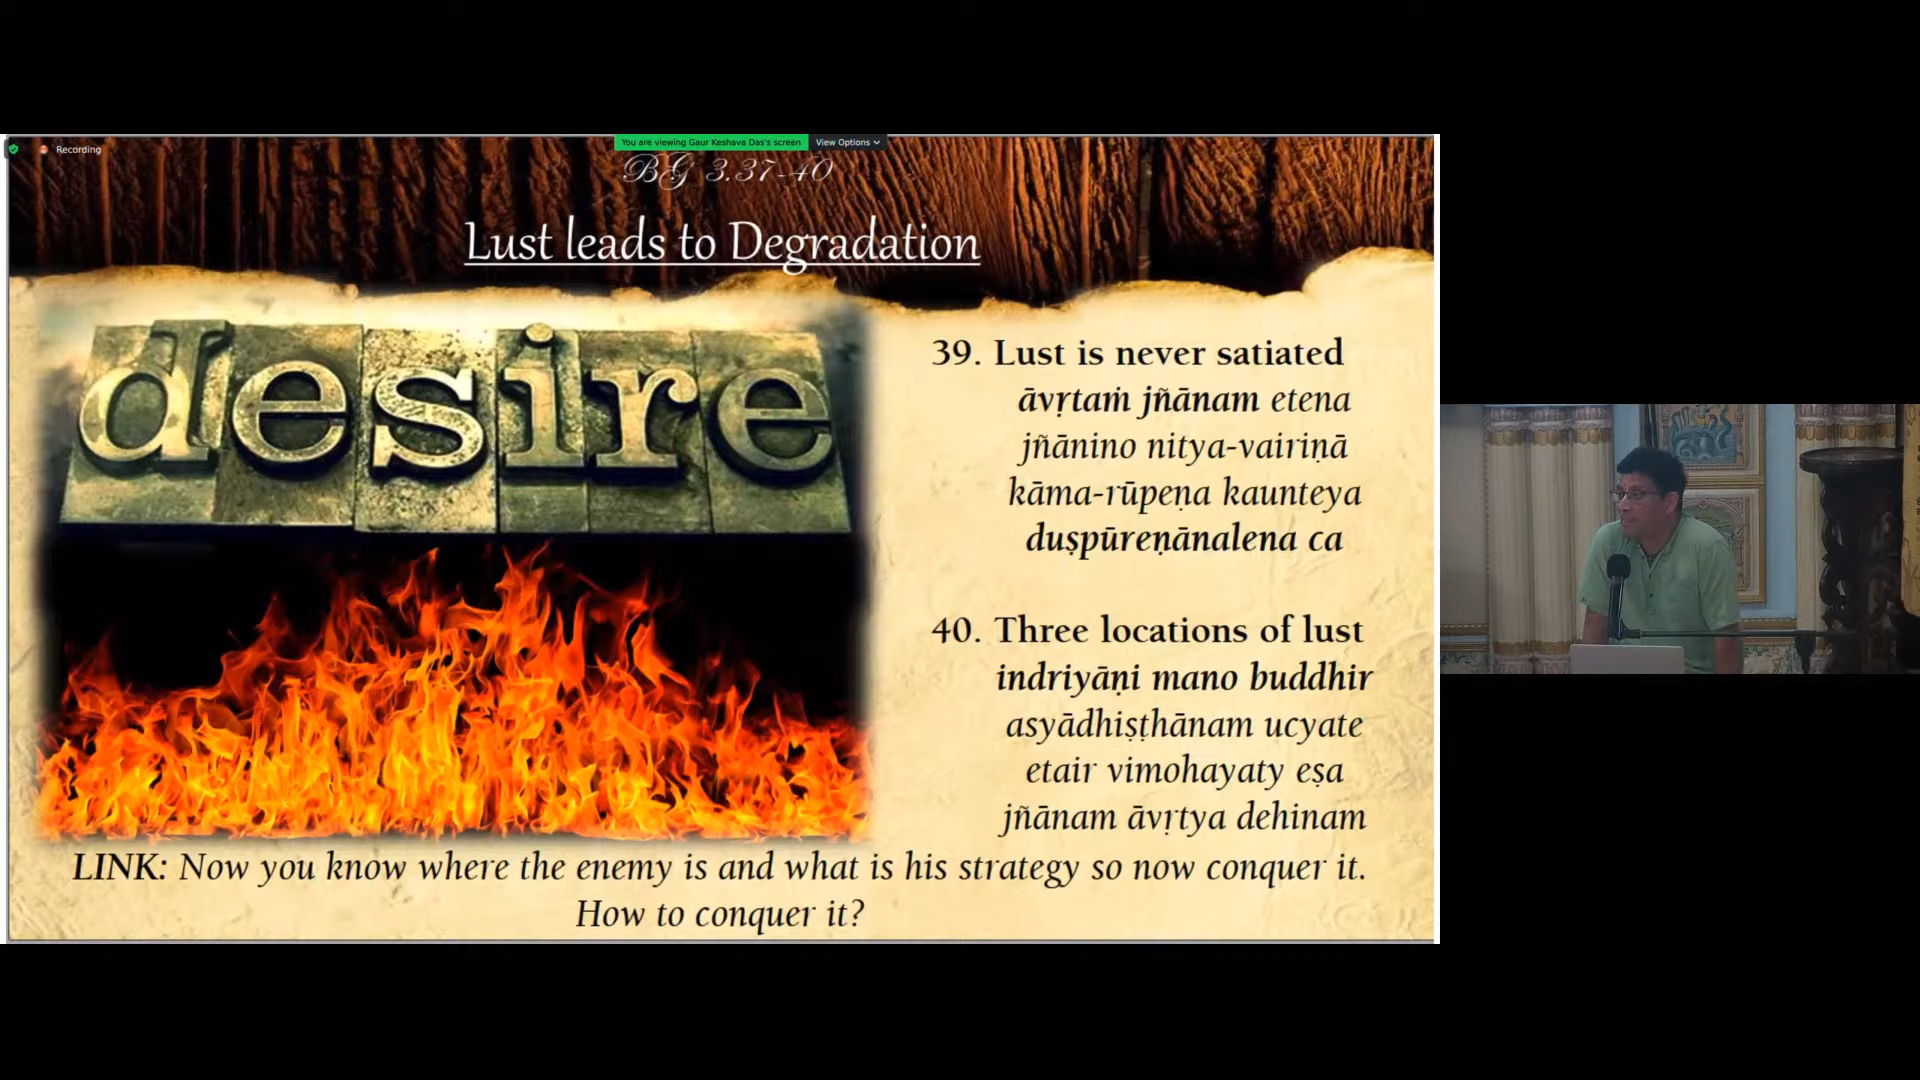 Recording
You are viewing Gaur Keshava Das's screen
View Options
BG 3.37-40
Lust leads to Degradation
desire
39. Lust is never satiated
āvṛtaṁ jñānam etena
jñānino nitya-vairiṇā
kāma-rūpeṇa kaunteya
duṣpūreṇānalena ca
40. Three locations of lust
indriyāṇi mano buddhir
asyādhiṣṭhānam ucyate
etair vimohayaty eṣa
jñānam āvṛtya dehinam
LINK: Now you know where the enemy is and what is his strategy so now conquer it.
How to conquer it?